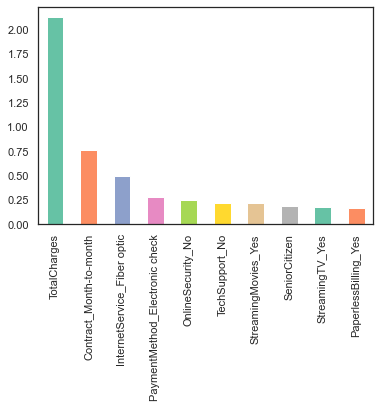 2.00
1.75
1.50
1.25
1.00
0.75
0.50
0.25
0.00
TotalCharges
Contract_Month-to-month
InternetService_Fiber optic
PaymentMethod_Electronic check
OnlineSecurity_No
TechSupport_No
StreamingMovies_Yes
SeniorCitizen
StreamingTV_Yes
PaperlessBilling_Yes